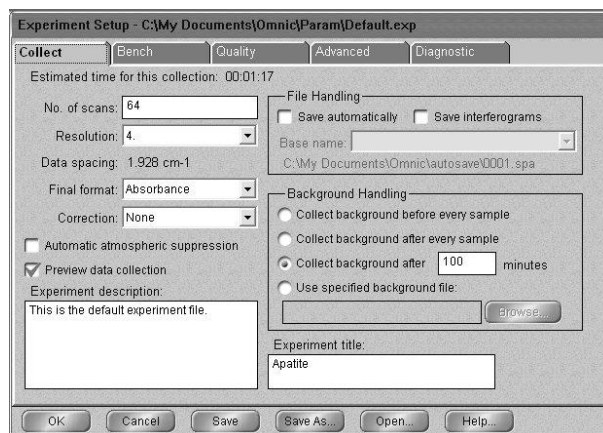 Experiment Setup - C:\My Documents\Omnic\Param\Default.exp
Collect Bench Quality Advanced Diagnostic
Estimated time for this collection: 00:01:17
No. of scans: 64
Resolution: 4.
Data spacing: 1.928 cm-1
Final format: Absorbance
Correction: None
Automatic atmospheric suppression
Preview data collection
Experiment description:
This is the default experiment file.
File Handling
Save automatically Save interferograms
Base name:
C:\My Documents\Omnic\autosave\0001.spa
Background Handling
Collect background before every sample
Collect background after every sample
Collect background after 100 minutes
Use specified background file:
Browse...
Experiment title:
Apatite
OK Cancel Save Save As... Open... Help...